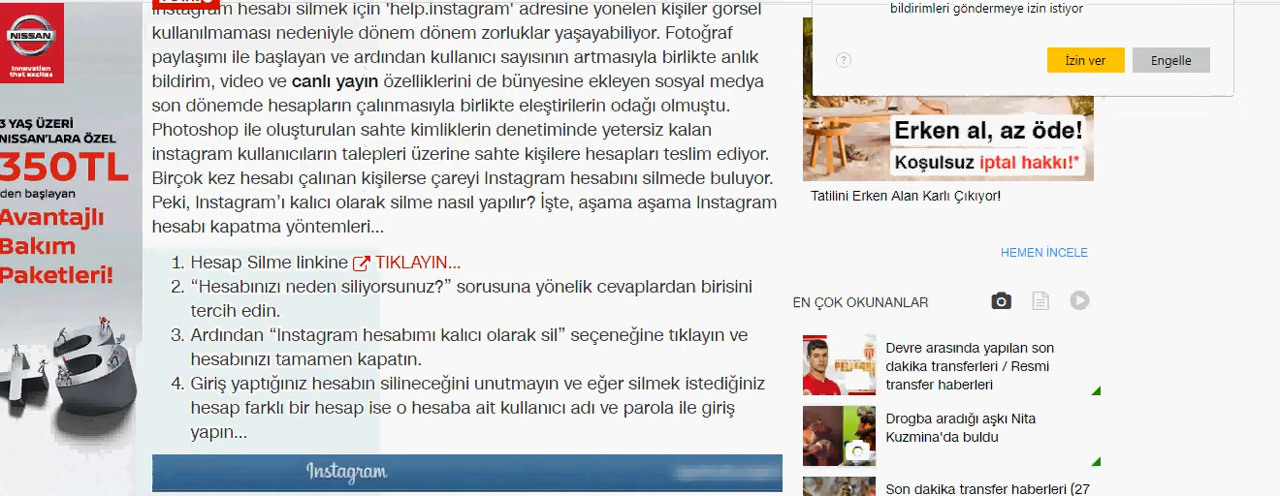 NISSAN
Innovation
that excites
3 YAŞ ÜZERİ
NISSAN'LARA ÖZEL
350TL
'den başlayan
Avantajlı
Bakım
Paketleri!
+3
Instagram hesabı silmek için 'help.instagram' adresine yönelen kişiler görsel
kullanılmaması nedeniyle dönem dönem zorluklar yaşayabiliyor. Fotoğraf
paylaşımı ile başlayan ve ardından kullanıcı sayısının artmasıyla birlikte anlık
bildirim, video ve canlı yayın özelliklerini de bünyesine ekleyen sosyal medya
son dönemde hesapların çalınmasıyla birlikte eleştirilerin odağı olmuştu.
Photoshop ile oluşturulan sahte kimliklerin denetiminde yetersiz kalan
instagram kullanıcıların talepleri üzerine sahte kişilere hesapları teslim ediyor.
Birçok kez hesabı çalınan kişilerse çareyi Instagram hesabını silmede buluyor.
Peki, Instagram'ı kalıcı olarak silme nasıl yapılır? İşte, aşama aşama Instagram
hesabı kapatma yöntemleri...
1. Hesap Silme linkine TIKLAYIN...
2. “Hesabınızı neden siliyorsunuz?” sorusuna yönelik cevaplardan birisini
tercih edin.
3. Ardından “Instagram hesabımı kalıcı olarak sil” seçeneğine tıklayın ve
hesabınızı tamamen kapatın.
4. Giriş yaptığınız hesabın silineceğini unutmayın ve eğer silmek istediğiniz
hesap farklı bir hesap ise o hesaba ait kullanıcı adı ve parola ile giriş
yapın...
Instagram
bildirimleri göndermeye izin istiyor
?
İzin ver
Engelle
Erken al, az öde!
Koşulsuz iptal hakkı!*
Tatilini Erken Alan Karlı Çıkıyor!
HEMEN İNCELE
EN ÇOK OKUNANLAR
Devre arasında yapılan son
dakika transferleri / Resmi
transfer haberleri
Drogba aradığı aşkı Nita
Kuzmina'da buldu
Son dakika transfer haberleri (27